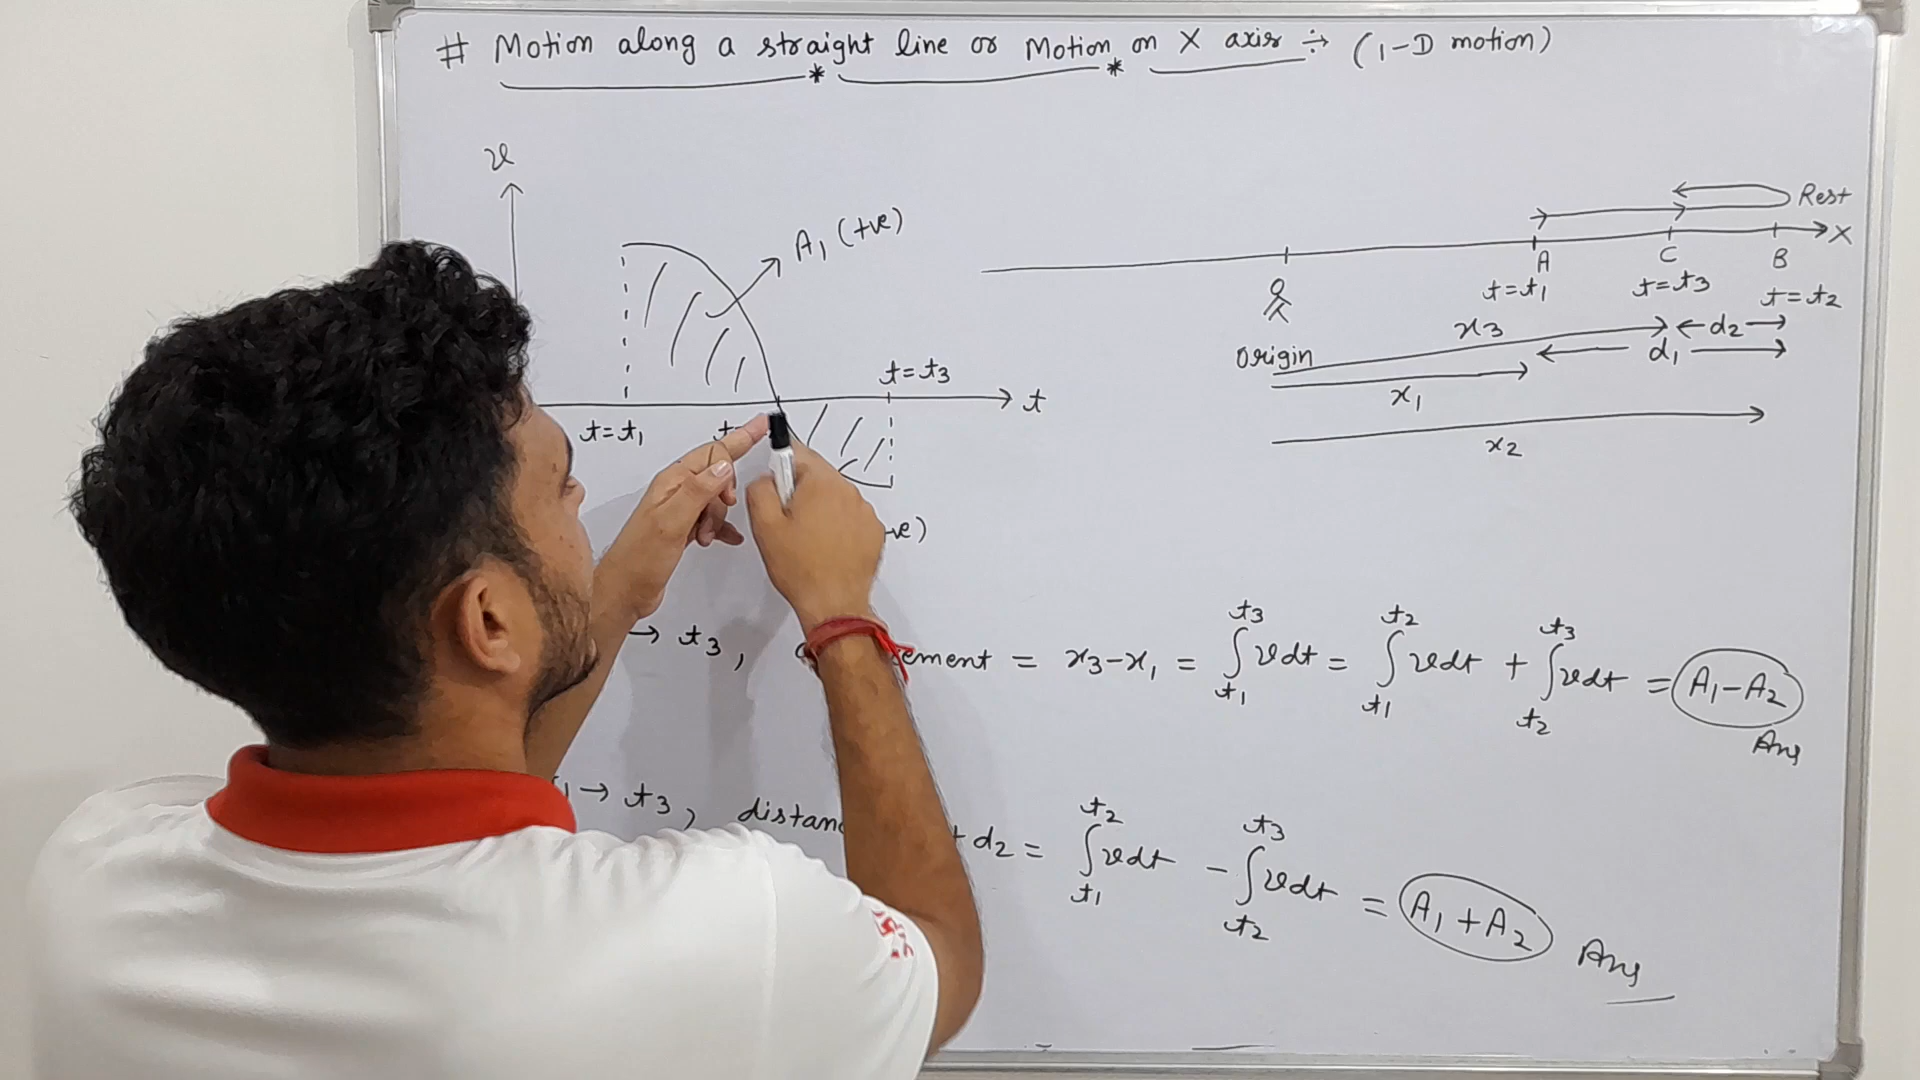 # Motion along a straight line or Motion on X axis ÷ (1-D motion)
v
A₁ (+ve)
t = t₃
t
t = t₁
ve)
Rest
X
A
C
B
t = t₁
t = t₃
t = t₂
x₃
d₂
d₁
Origin
x₁
x₂
→ t₃, ement = x₃ - x₁ = ∫_{t₁}^{t₃} vdt = ∫_{t₁}^{t₂} vdt + ∫_{t₂}^{t₃} vdt = A₁ - A₂
Ans
₁ → t₃, distan + d₂ = ∫_{t₁}^{t₂} vdt - ∫_{t₂}^{t₃} vdt = A₁ + A₂ Ans